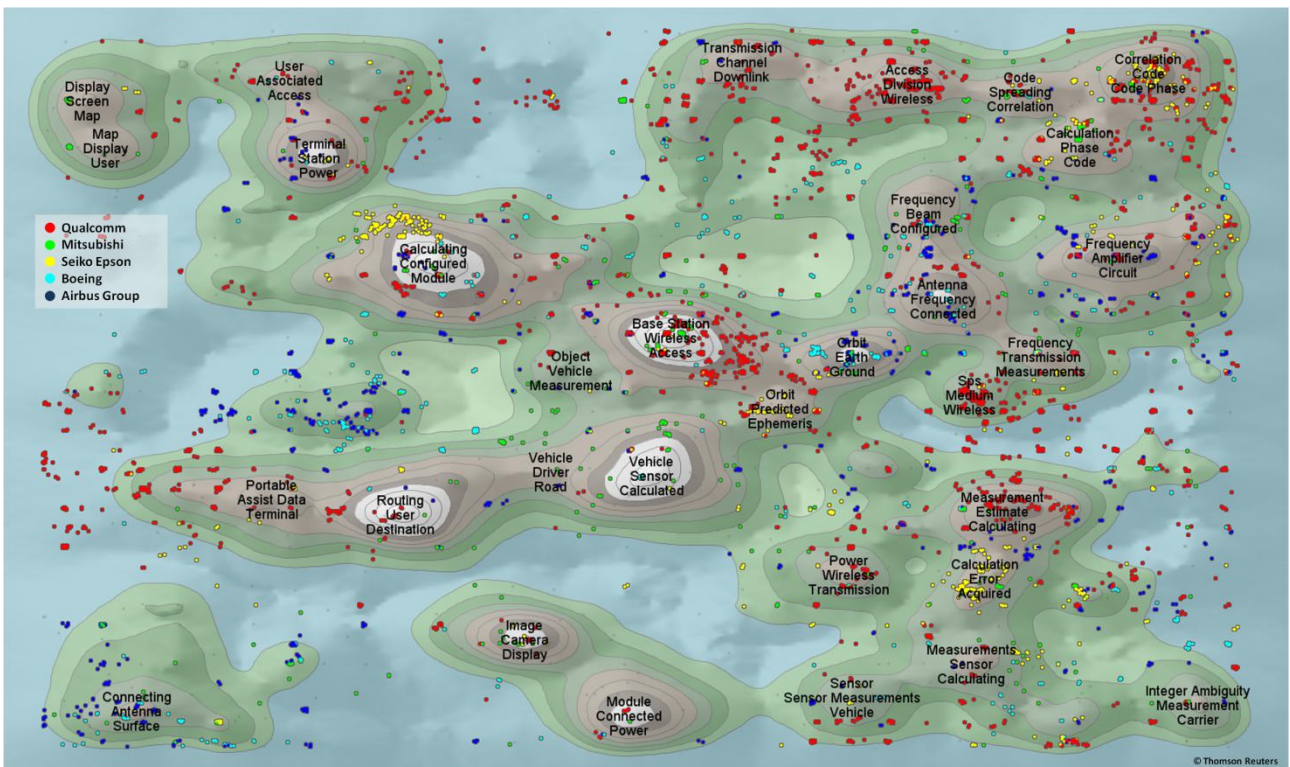 Display
Screen
Map
Map
Display
User
User
Associated
Access
Terminal
Station
Power
Transmission
Channel
Downlink
Access
Division
Wireless
Code
Spreading
Correlation
Correlation
Code
Code Phase
Calculation
Phase
Code
Qualcomm
Mitsubishi
Seiko Epson
Boeing
Airbus Group
Calculating
Configured
Module
Frequency
Beam
Configured
Frequency
Amplifier
Circuit
Antenna
Frequency
Connected
Base Station
Wireless
Access
Object
Vehicle
Measurement
Orbit
Earth
Ground
Frequency
Transmission
Measurements
Orbit
Predicted
Ephemeris
Sps
Medium
Wireless
Portable
Assist Data
Terminal
Routing
User
Destination
Vehicle
Driver
Road
Vehicle
Sensor
Calculated
Measurement
Estimate
Calculating
Power
Wireless
Transmission
Calculation
Error
Acquired
Image
Camera
Display
Measurements
Sensor
Calculating
Connecting
Antenna
Surface
Module
Connected
Power
Sensor
Sensor Measurements
Vehicle
Integer Ambiguity
Measurement
Carrier
© Thomson Reuters